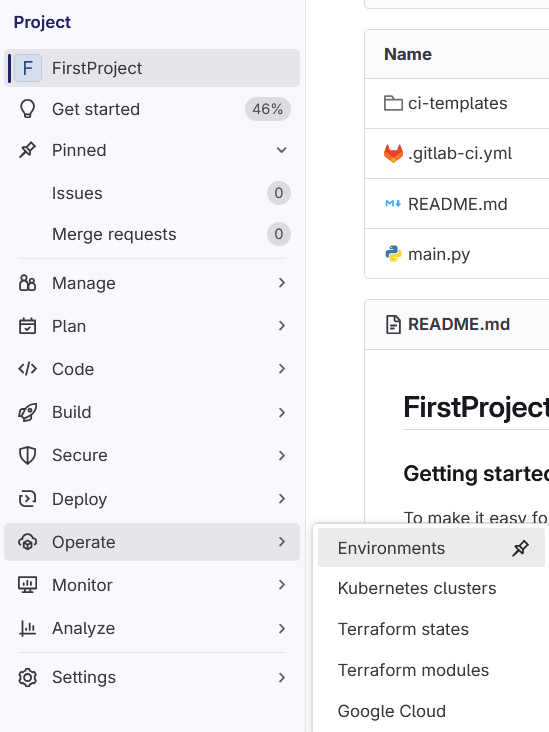 Project
F FirstProject
Get started 46%
Pinned
Issues 0
Merge requests 0
Manage
Plan
Code
Build
Secure
Deploy
Operate
Monitor
Analyze
Settings
Name
ci-templates
.gitlab-ci.yml
README.md
main.py
README.md
FirstProject
Getting started
To make it easy fo
Environments
Kubernetes clusters
Terraform states
Terraform modules
Google Cloud